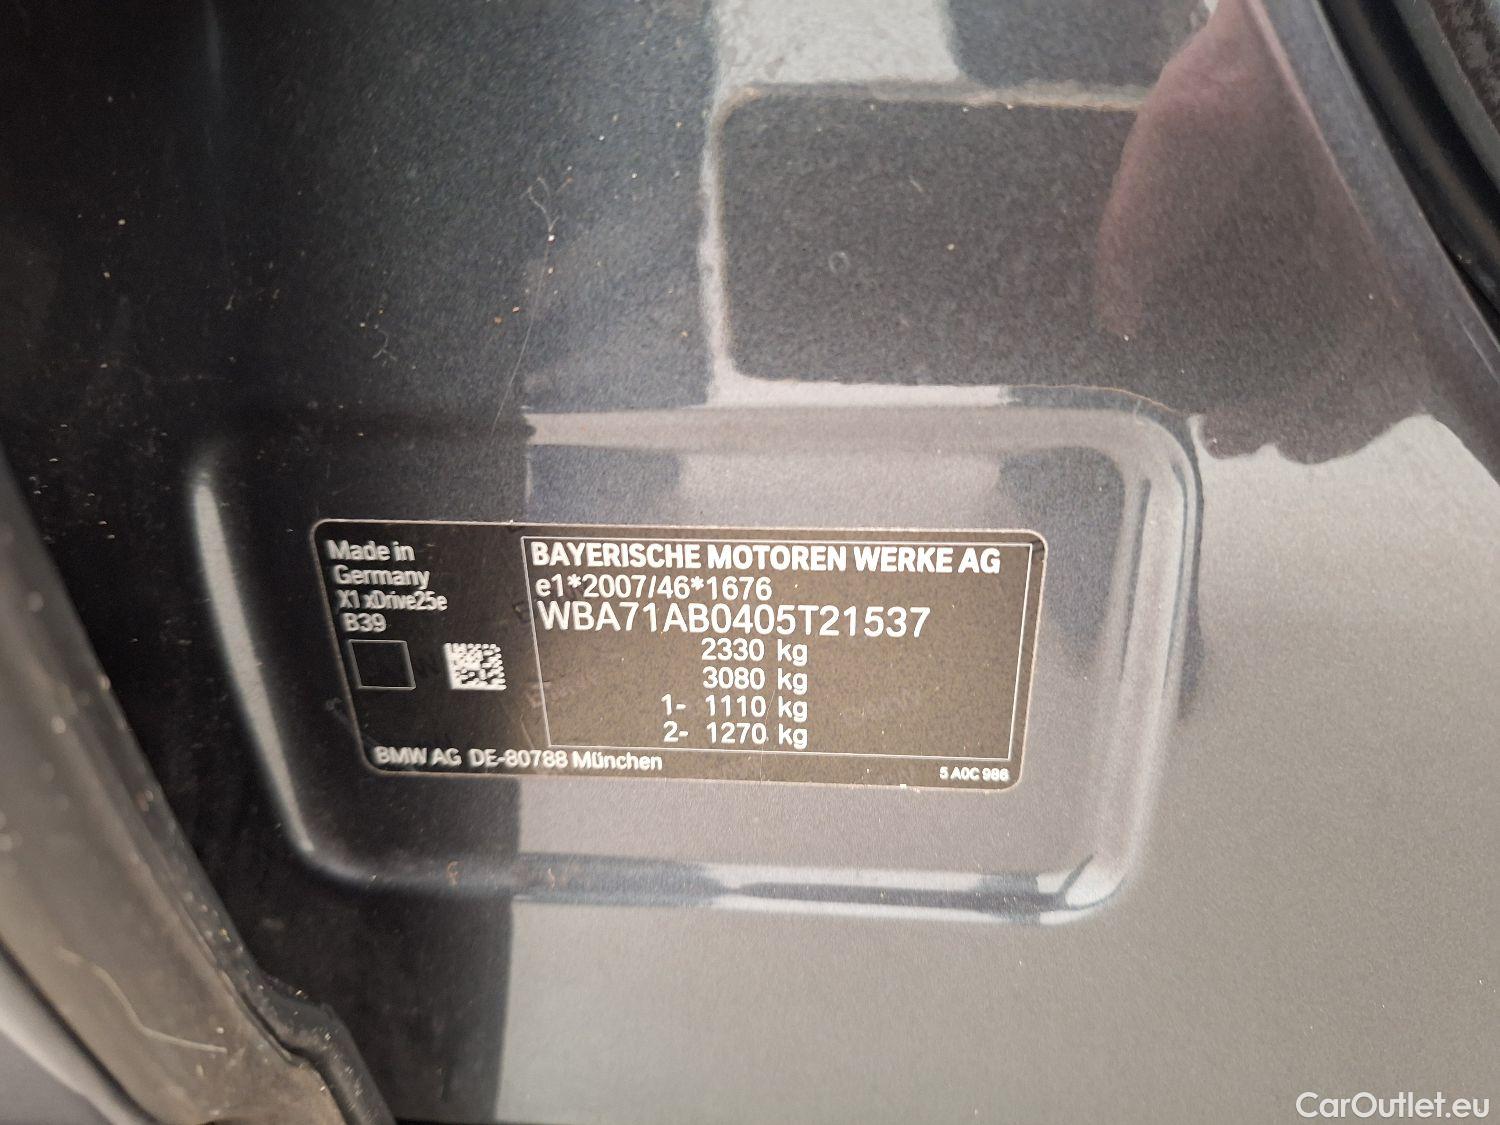 Made in
Germany
X1 xDrive25e
B39
BAYERISCHE MOTOREN WERKE AG
e1*2007/46*1676
WBA71AB0405T21537
2330 kg
3080 kg
1- 1110 kg
2- 1270 kg
BMW AG DE-80788 München
5 A0C 986
CarOutlet.eu